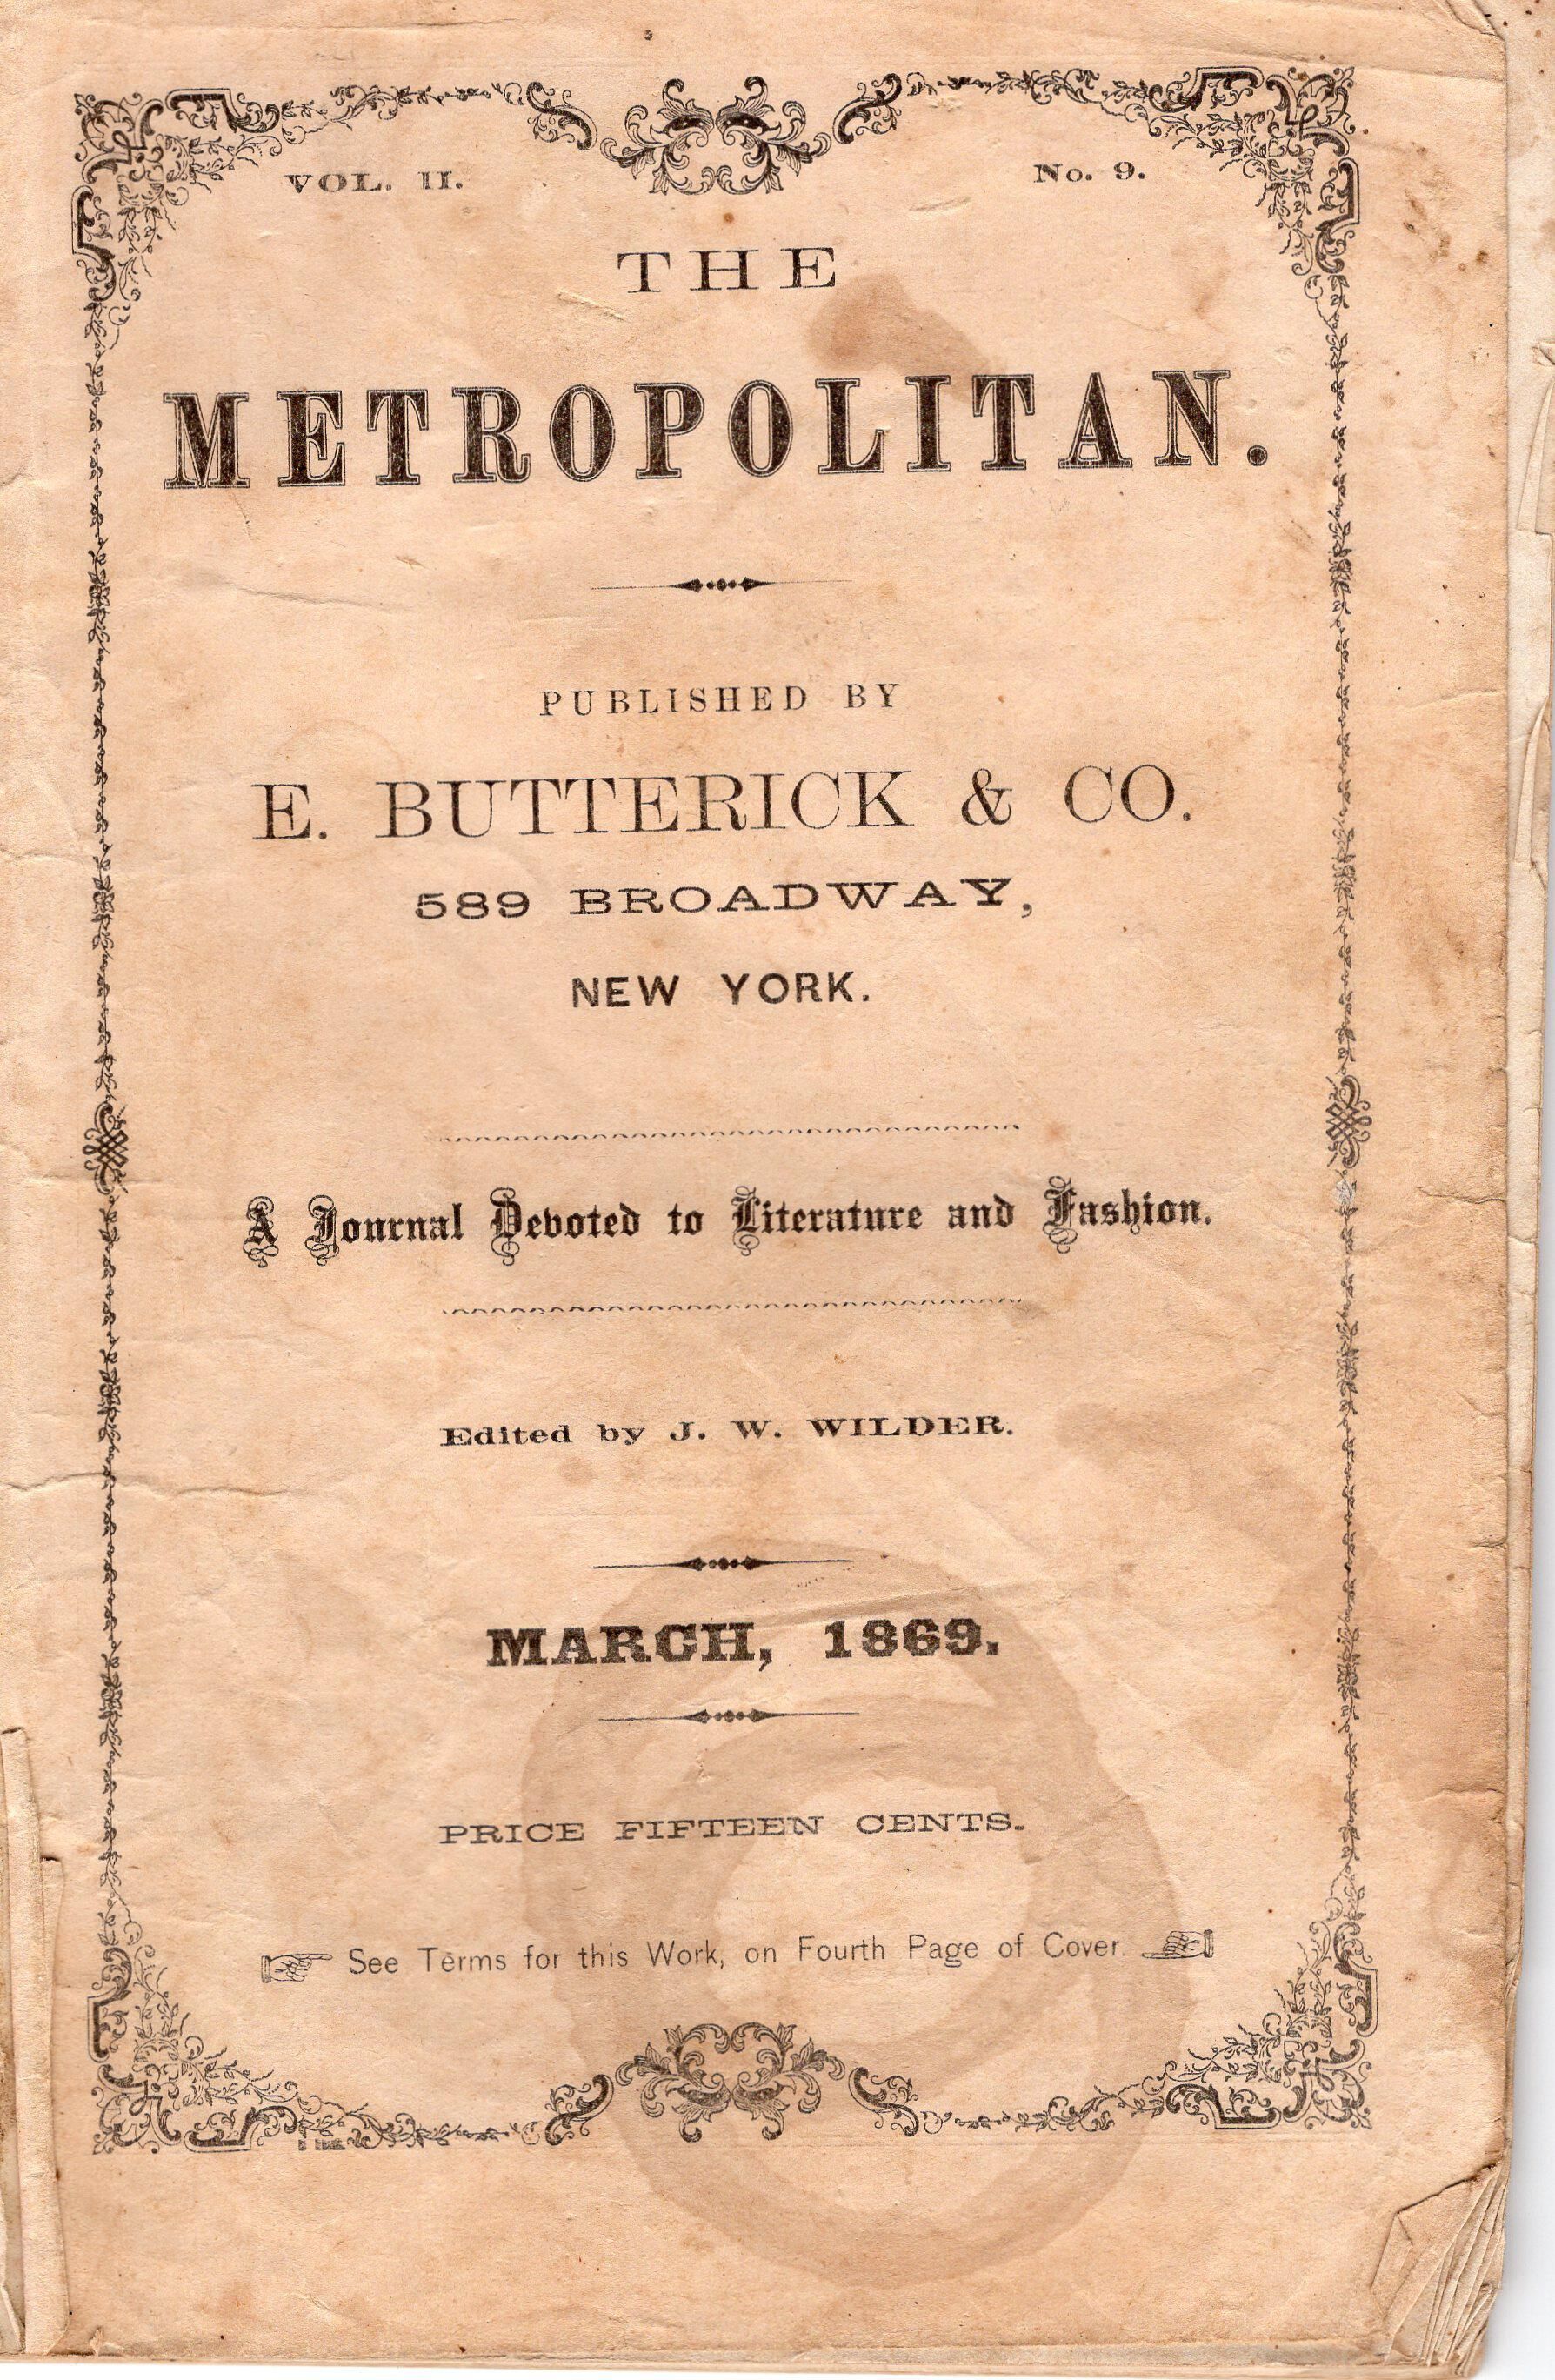 VOL. II. No. 9.
THE
METROPOLITAN.
PUBLISHED BY
E. BUTTERICK & CO.
589 BROADWAY,
NEW YORK.
A Journal Devoted to Literature and Fashion.
Edited by J. W. WILDER.
MARCH, 1869.
PRICE FIFTEEN CENTS.
See Terms for this Work, on Fourth Page of Cover.